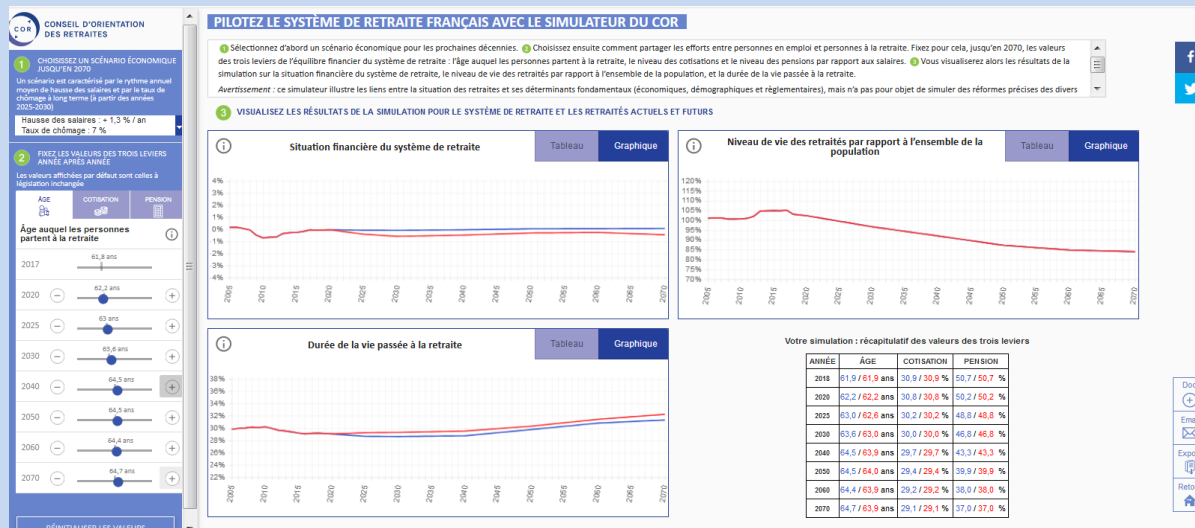 COR
CONSEIL D'ORIENTATION
DES RETRAITES
1 CHOISISSEZ UN SCÉNARIO ÉCONOMIQUE
JUSQU'EN 2070
Un scénario est caractérisé par le rythme annuel
moyen de hausse des salaires et par le taux de
chômage à long terme (à partir des années
2025-2030)
Hausse des salaires : + 1,3 % / an
Taux de chômage : 7 %
2 FIXEZ LES VALEURS DES TROIS LEVIERS
ANNÉE APRÈS ANNÉE
Les valeurs affichées par défaut sont celles à
législation inchangée
ÂGE COTISATION PENSION
Âge auquel les personnes
partent à la retraite
2017 61,8 ans
2020 62,2 ans
2025 63 ans
2030 63,6 ans
2040 64,5 ans
2050 64,5 ans
2060 64,4 ans
2070 64,7 ans
RÉINITIALISER LES VALEURS
PILOTEZ LE SYSTÈME DE RETRAITE FRANÇAIS AVEC LE SIMULATEUR DU COR
1 Sélectionnez d'abord un scénario économique pour les prochaines décennies. 2 Choisissez ensuite comment partager les efforts entre personnes en emploi et personnes à la retraite. Fixez pour cela, jusqu'en 2070, les valeurs
des trois leviers de l'équilibre financier du système de retraite : l'âge auquel les personnes partent à la retraite, le niveau des cotisations et le niveau des pensions par rapport aux salaires. 3 Vous visualiserez alors les résultats de la
simulation sur la situation financière du système de retraite, le niveau de vie des retraités par rapport à l'ensemble de la population, et la durée de la vie passée à la retraite.
Avertissement : ce simulateur illustre les liens entre la situation des retraites et ses déterminants fondamentaux (économiques, démographiques et règlementaires), mais n'a pas pour objet de simuler des réformes précises des divers
3 VISUALISEZ LES RÉSULTATS DE LA SIMULATION POUR LE SYSTÈME DE RETRAITE ET LES RETRAITÉS ACTUELS ET FUTURS
Situation financière du système de retraite
Tableau Graphique
4%
3%
2%
1%
0%
1%
2%
3%
4%
2005 2010 2015 2020 2025 2030 2035 2040 2045 2050 2055 2060 2065 2070
Niveau de vie des retraités par rapport à l'ensemble de la
population
Tableau Graphique
120%
115%
110%
105%
100%
95%
90%
85%
80%
75%
70%
2005 2010 2015 2020 2025 2030 2035 2040 2045 2050 2055 2060 2065 2070
Durée de la vie passée à la retraite
Tableau Graphique
38%
36%
34%
32%
30%
28%
26%
24%
22%
2005 2010 2015 2020 2025 2030 2035 2040 2045 2050 2055 2060 2065 2070
Votre simulation : récapitulatif des valeurs des trois leviers
ANNÉE ÂGE COTISATION PENSION
2018 61,9 / 61,9 ans 30,9 / 30,9 % 50,7 / 50,7 %
2020 62,2 / 62,2 ans 30,8 / 30,8 % 50,2 / 50,2 %
2025 63,0 / 62,6 ans 30,2 / 30,2 % 48,8 / 48,8 %
2030 63,6 / 63,0 ans 30,0 / 30,0 % 46,8 / 46,8 %
2040 64,5 / 63,9 ans 29,7 / 29,7 % 43,3 / 43,3 %
2050 64,5 / 64,0 ans 29,4 / 29,4 % 39,9 / 39,9 %
2060 64,4 / 63,9 ans 29,2 / 29,2 % 38,0 / 38,0 %
2070 64,7 / 63,9 ans 29,1 / 29,1 % 37,0 / 37,0 %
Doc
Ema
Expo
Reto